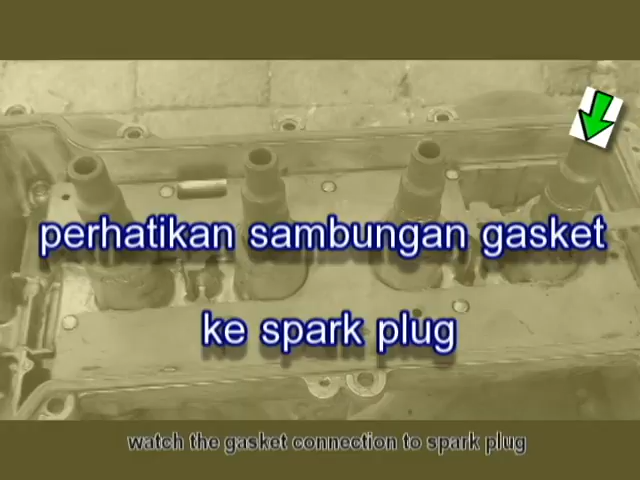 perhatikan sambungan gasket
ke spark plug
watch the gasket connection to spark plug